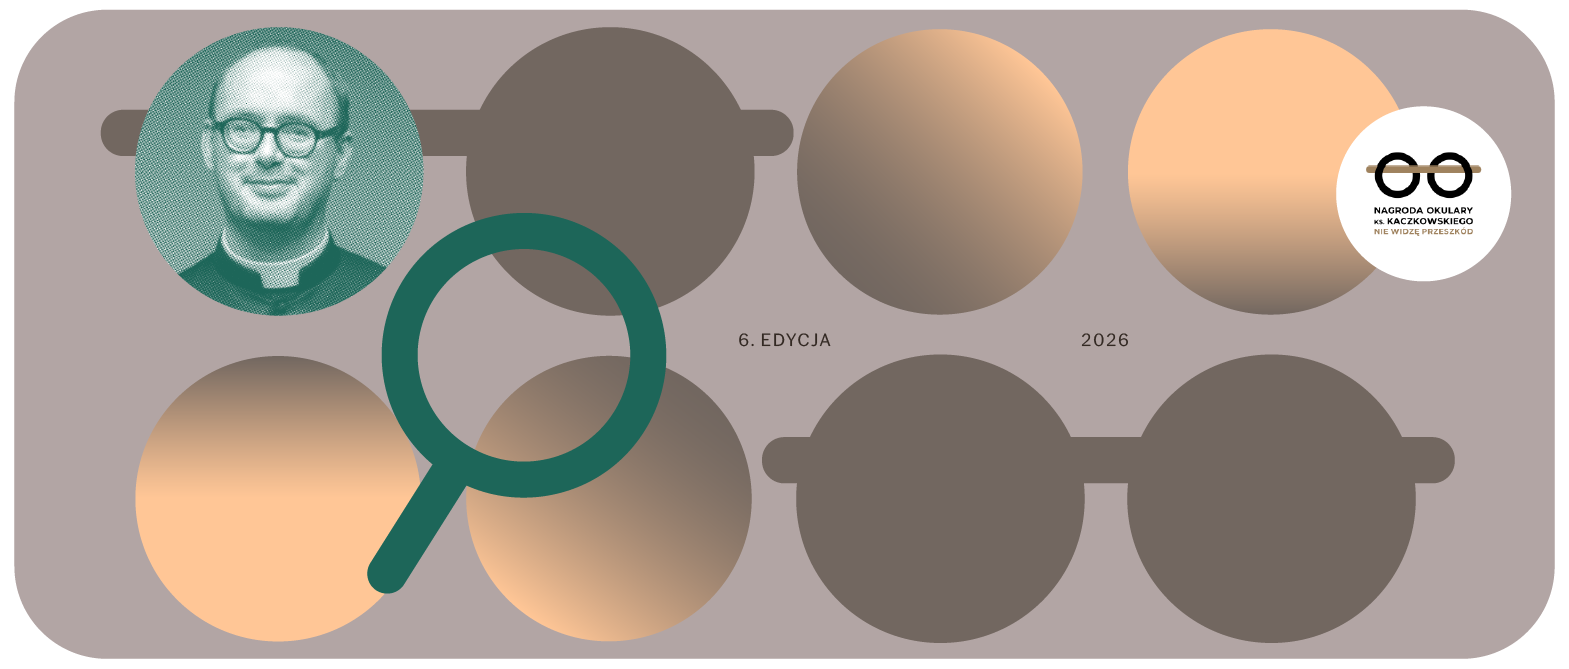 NAGRODA OKULARY
KS. KACZKOWSKIEGO
NIE WIDZĘ PRZESZKÓD
6. EDYCJA
2026